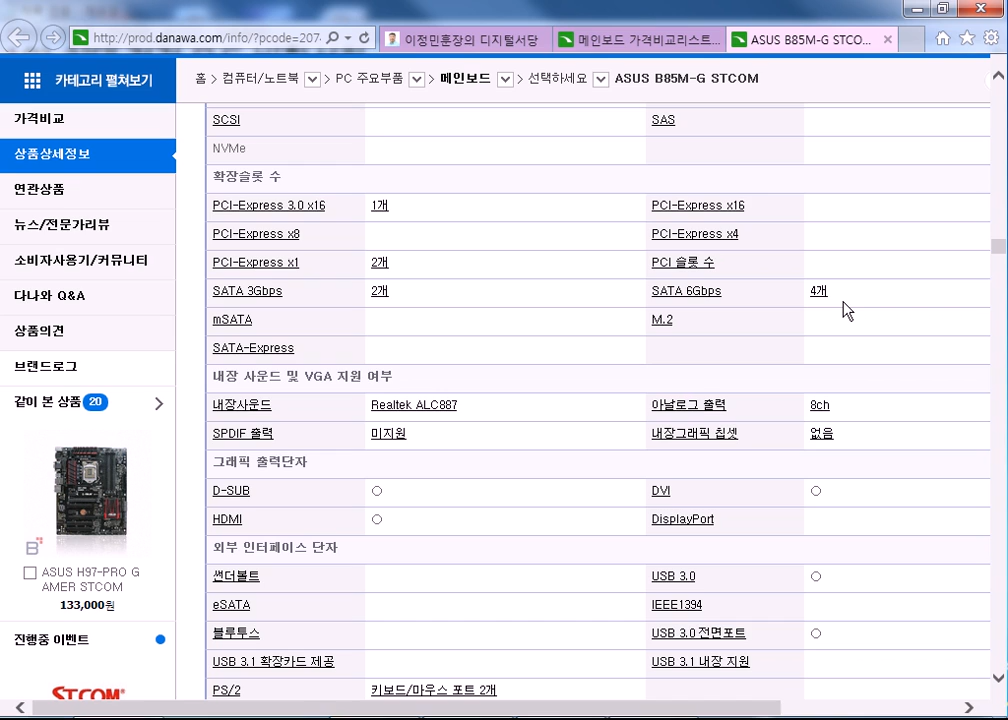 http://prod.danawa.com/info/?pcode=207
이정민훈장의 디지털서당
메인보드 가격비교리스트...
ASUS B85M-G STCO...
카테고리 펼쳐보기
홈 > 컴퓨터/노트북 > PC 주요부품 > 메인보드 > 선택하세요 ASUS B85M-G STCOM
가격비교
상품상세정보
연관상품
뉴스/전문가리뷰
소비자사용기/커뮤니티
다나와 Q&A
상품의견
브랜드로그
같이 본 상품 20
ASUS H97-PRO G
AMER STCOM
133,000원
진행중 이벤트
STCOM
SCSI SAS
NVMe
확장슬롯 수
PCI-Express 3.0 x16 1개 PCI-Express x16
PCI-Express x8 PCI-Express x4
PCI-Express x1 2개 PCI 슬롯 수
SATA 3Gbps 2개 SATA 6Gbps 4개
mSATA M.2
SATA-Express
내장 사운드 및 VGA 지원 여부
내장사운드 Realtek ALC887 아날로그 출력 8ch
SPDIF 출력 미지원 내장그래픽 칩셋 없음
그래픽 출력단자
D-SUB ○ DVI ○
HDMI ○ DisplayPort
외부 인터페이스 단자
썬더볼트 USB 3.0 ○
eSATA IEEE1394
블루투스 USB 3.0 전면포트 ○
USB 3.1 확장카드 제공 USB 3.1 내장 지원
PS/2 키보드/마우스 포트 2개